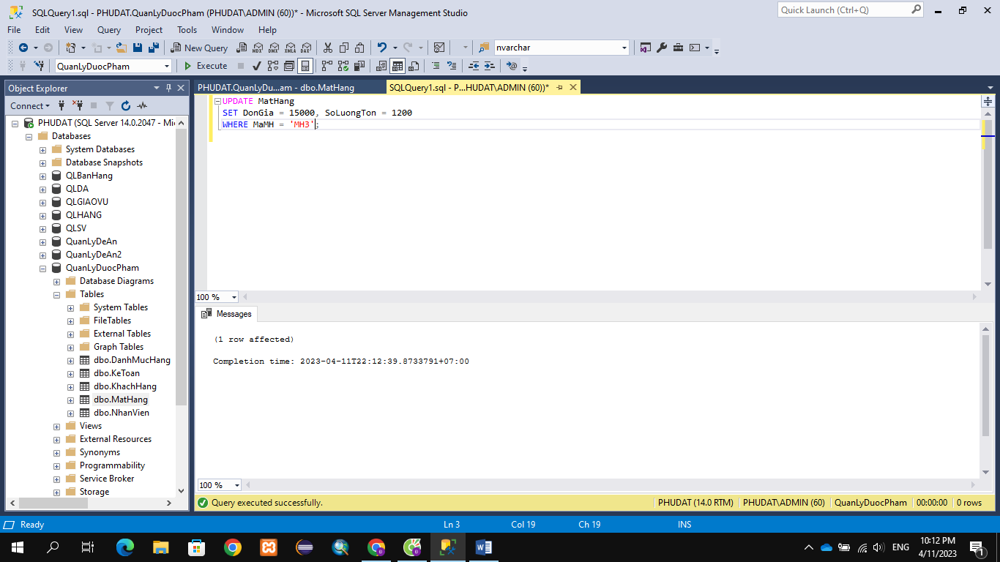 SQLQuery1.sql - PHUDAT.QuanLyDuocPham (PHUDAT\ADMIN (60))* - Microsoft SQL Server Management Studio
Quick Launch (Ctrl+Q)
File Edit View Query Project Tools Window Help
New Query
MDX DMX XMLA DAX
nvarchar
QuanLyDuocPham
Execute
Object Explorer
Connect
PHUDAT (SQL Server 14.0.2047 - Mi
Databases
System Databases
Database Snapshots
QLBanHang
QLDA
QLGIAOVU
QLHANG
QLSV
QuanLyDeAn
QuanLyDeAn2
QuanLyDuocPham
Database Diagrams
Tables
System Tables
FileTables
External Tables
Graph Tables
dbo.DanhMucHang
dbo.KeToan
dbo.KhachHang
dbo.MatHang
dbo.NhanVien
Views
External Resources
Synonyms
Programmability
Service Broker
Storage
PHUDAT.QuanLyDu...am - dbo.MatHang
SQLQuery1.sql - P...HUDAT\ADMIN (60))*
UPDATE MatHang
SET DonGia = 15000, SoLuongTon = 1200
WHERE MaMH = 'MH3';
100 %
Messages
(1 row affected)
Completion time: 2023-04-11T22:12:39.8733791+07:00
100 %
Query executed successfully.
PHUDAT (14.0 RTM)
PHUDAT\ADMIN (60)
QuanLyDuocPham
00:00:00
0 rows
Ready
Ln 3
Col 19
Ch 19
INS
ENG
10:12 PM
4/11/2023
1